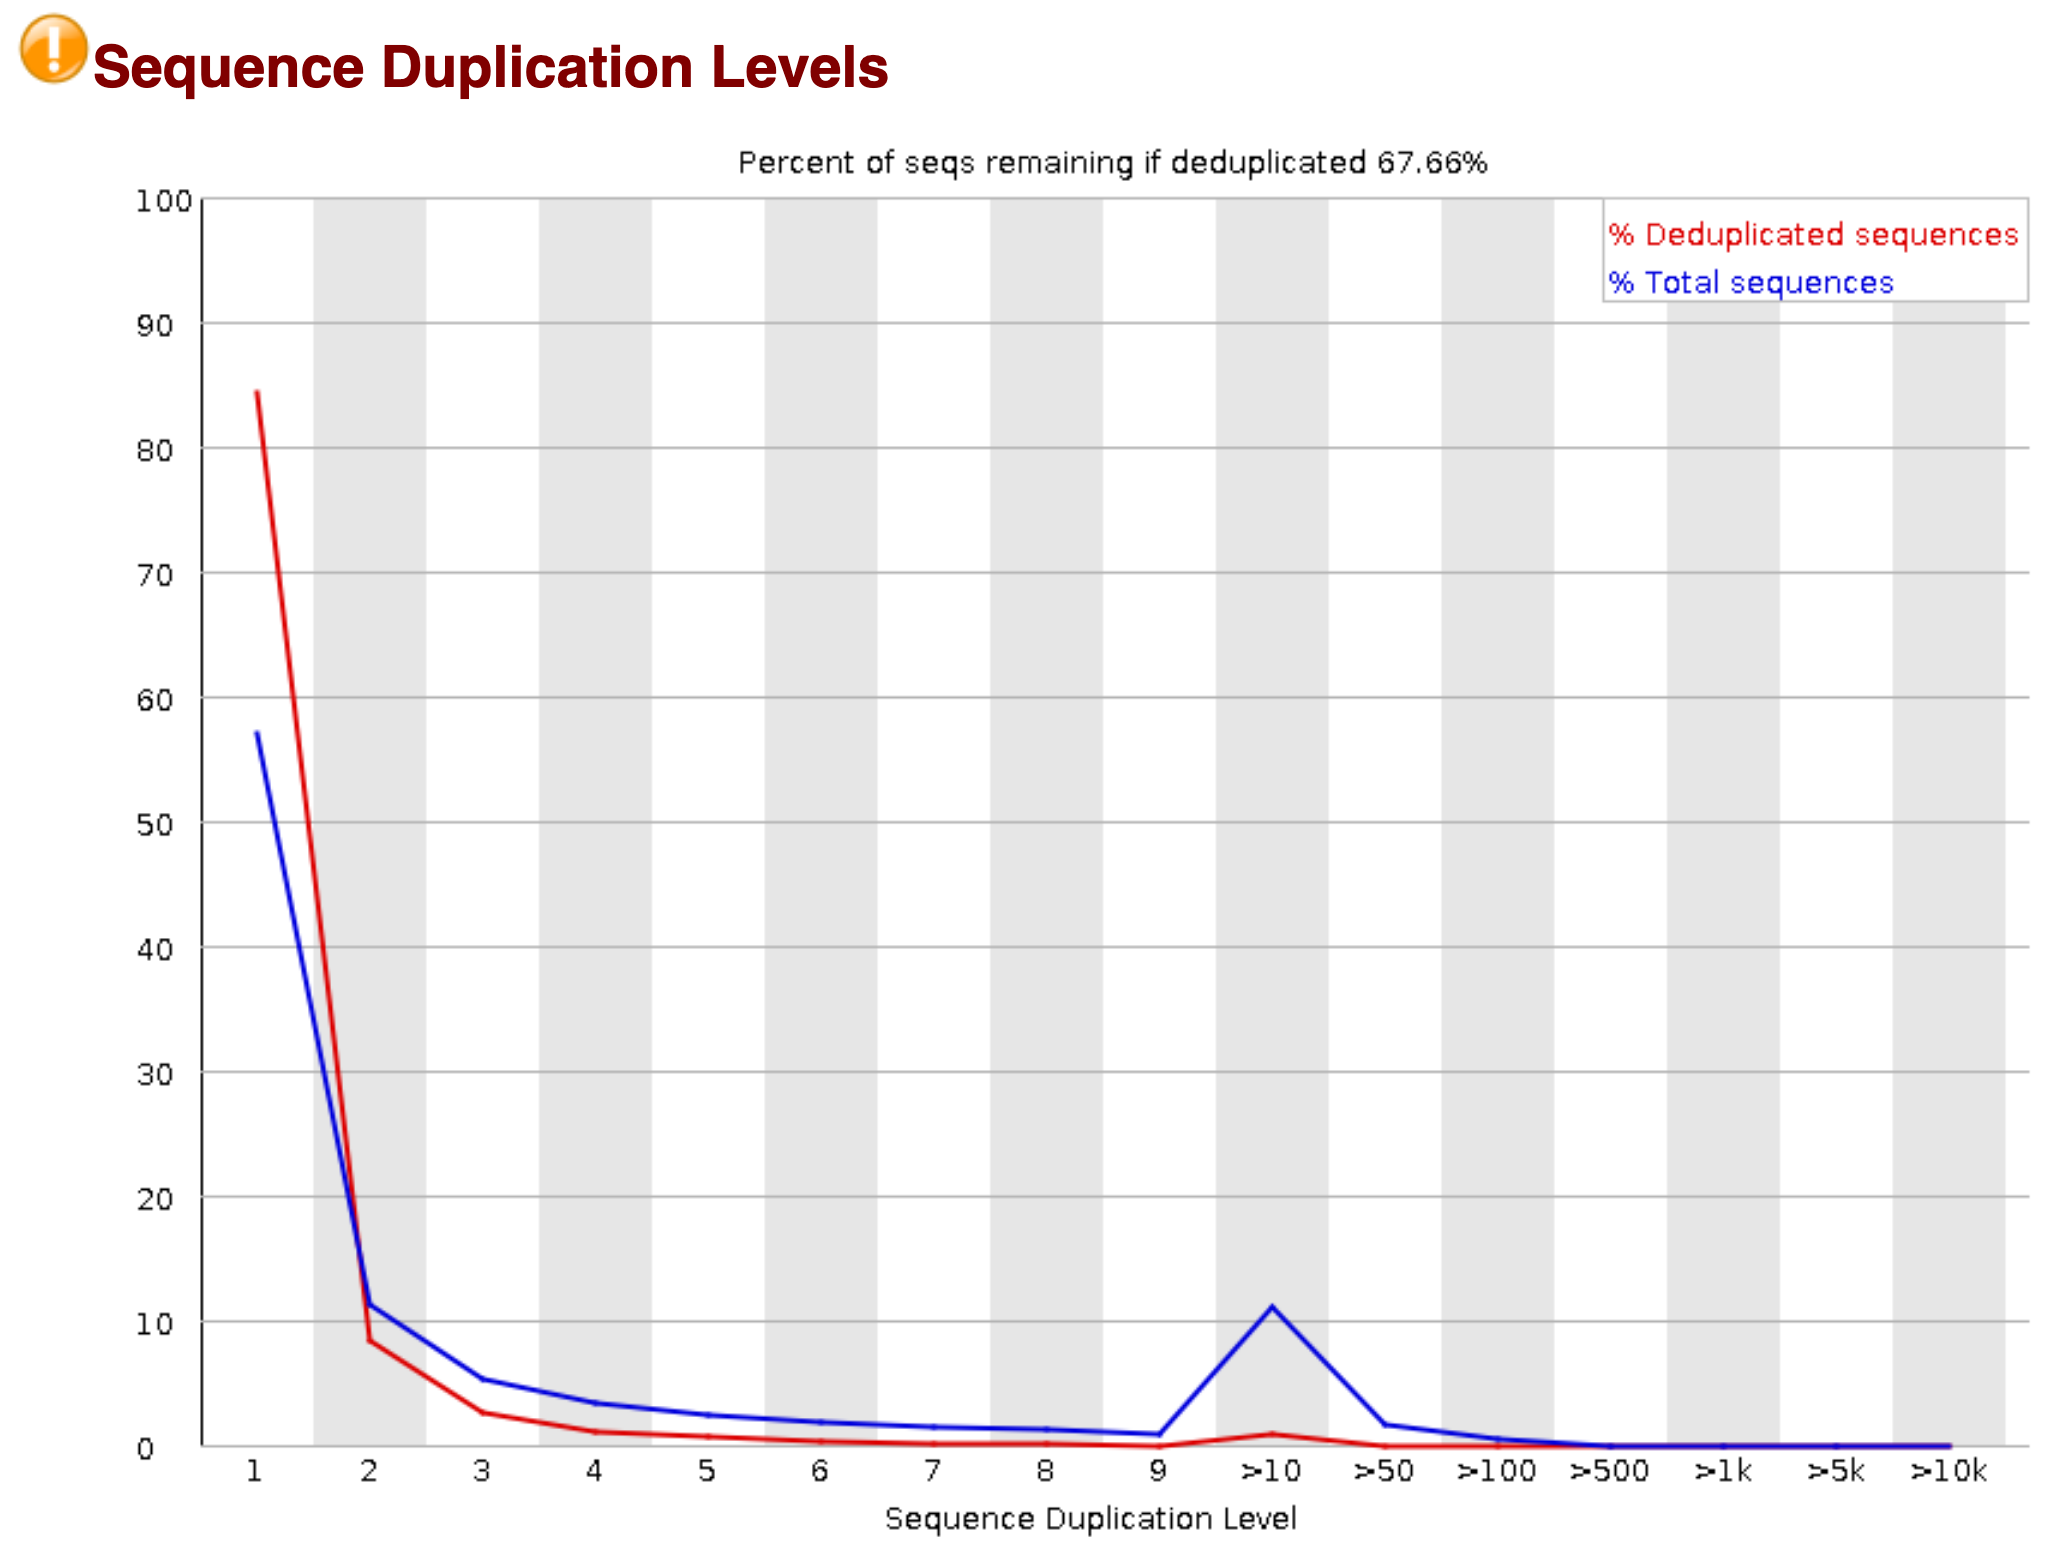 Sequence Duplication Levels
Percent of seqs remaining if deduplicated 67.66%
% Deduplicated sequences
% Total sequences
100
90
80
70
60
50
40
30
20
10
0
1 2 3 4 5 6 7 8 9 >10 >50 >100 >500 >1k >5k >10k
Sequence Duplication Level